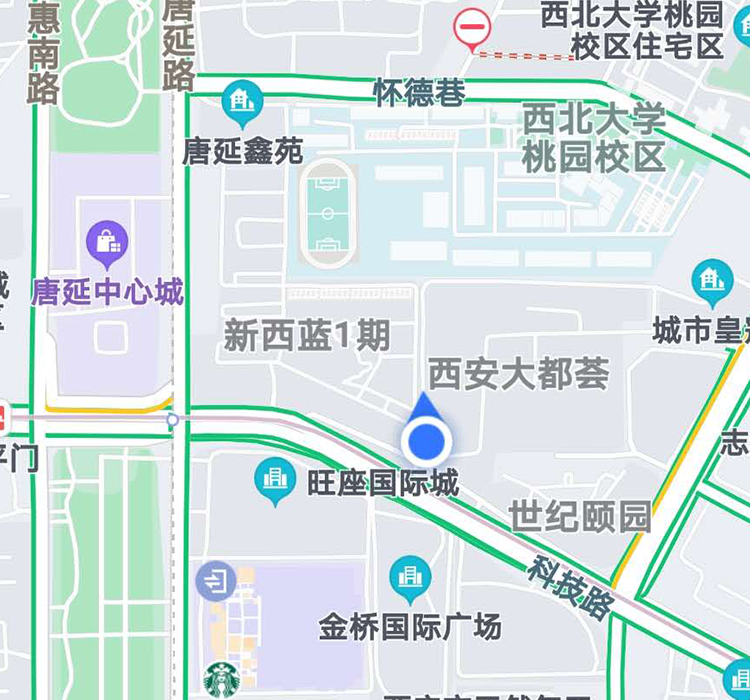 惠南路
唐延路
西北大学桃园
校区住宅区
怀德巷
西北大学
桃园校区
唐延鑫苑
唐延中心城
城
新西蓝1期
城市皇冠
西安大都荟
志
平门
旺座国际城
世纪颐园
科技路
金桥国际广场